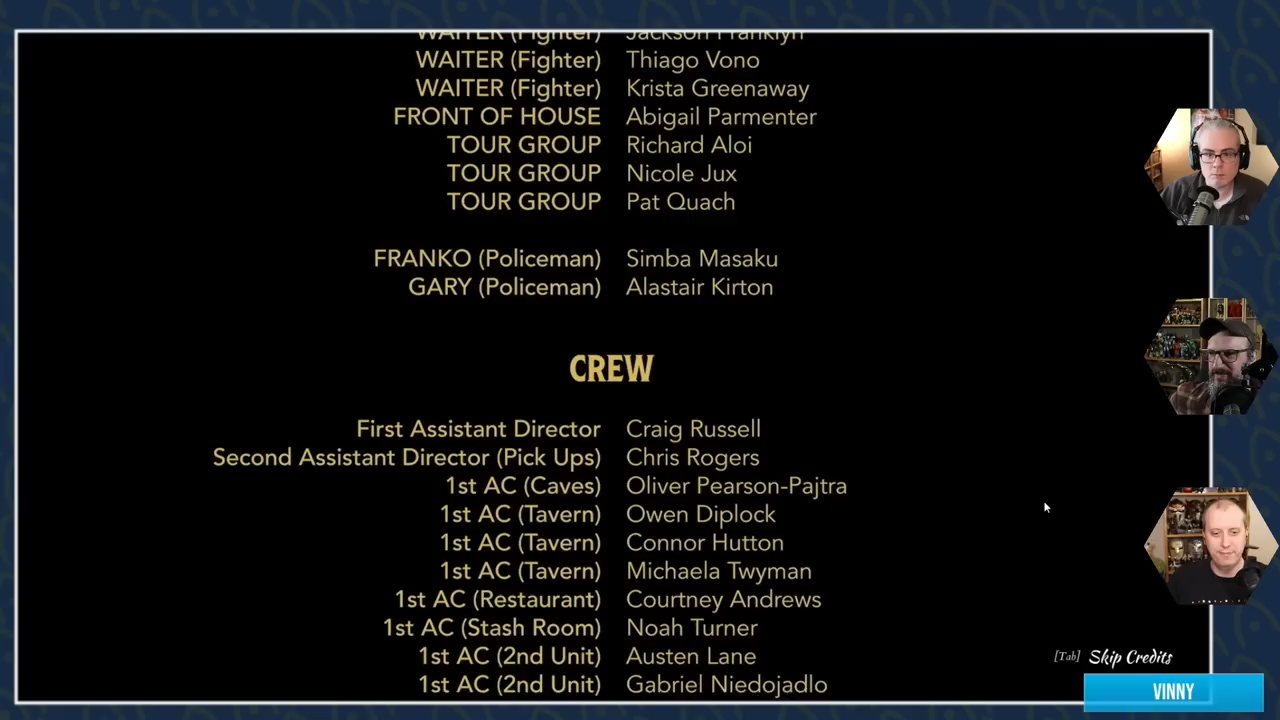 WAITER (Fighter) Jackson Franklyn
WAITER (Fighter) Thiago Vono
WAITER (Fighter) Krista Greenaway
FRONT OF HOUSE Abigail Parmenter
TOUR GROUP Richard Aloi
TOUR GROUP Nicole Jux
TOUR GROUP Pat Quach
FRANKO (Policeman) Simba Masaku
GARY (Policeman) Alastair Kirton
CREW
First Assistant Director Craig Russell
Second Assistant Director (Pick Ups) Chris Rogers
1st AC (Caves) Oliver Pearson-Pajtra
1st AC (Tavern) Owen Diplock
1st AC (Tavern) Connor Hutton
1st AC (Tavern) Michaela Twyman
1st AC (Restaurant) Courtney Andrews
1st AC (Stash Room) Noah Turner
1st AC (2nd Unit) Austen Lane
1st AC (2nd Unit) Gabriel Niedojadlo
[Tab] Skip Credits
VINNY